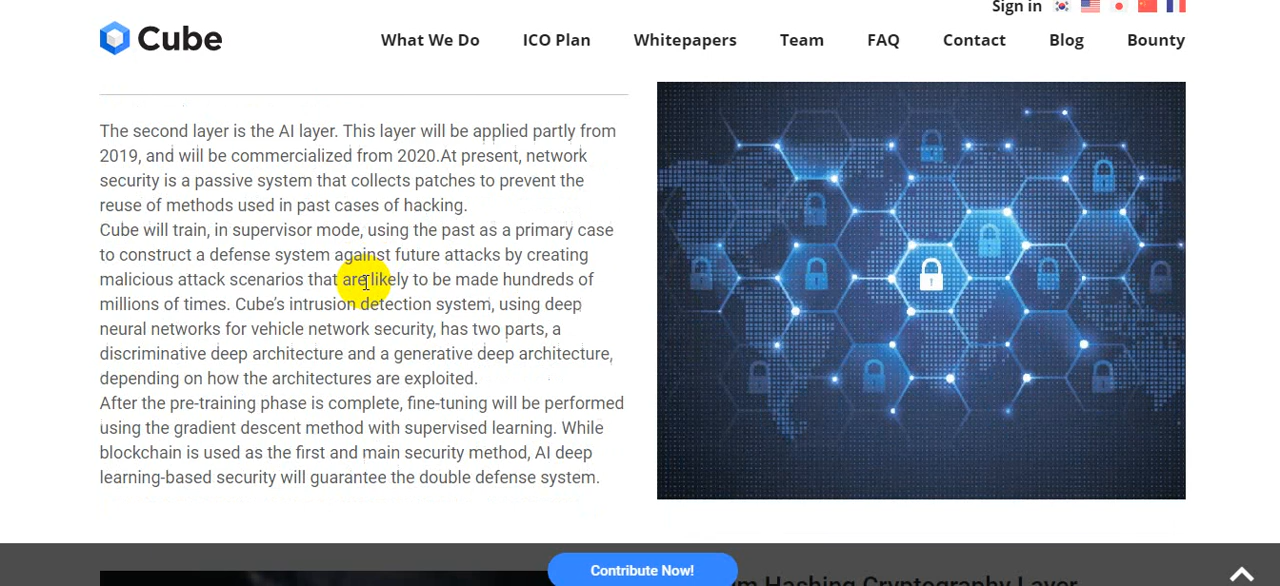 Sign in
Cube
What We Do
ICO Plan
Whitepapers
Team
FAQ
Contact
Blog
Bounty
The second layer is the AI layer. This layer will be applied partly from
2019, and will be commercialized from 2020.At present, network
security is a passive system that collects patches to prevent the
reuse of methods used in past cases of hacking.
Cube will train, in supervisor mode, using the past as a primary case
to construct a defense system against future attacks by creating
malicious attack scenarios that are likely to be made hundreds of
millions of times. Cube's intrusion detection system, using deep
neural networks for vehicle network security, has two parts, a
discriminative deep architecture and a generative deep architecture,
depending on how the architectures are exploited.
After the pre-training phase is complete, fine-tuning will be performed
using the gradient descent method with supervised learning. While
blockchain is used as the first and main security method, AI deep
learning-based security will guarantee the double defense system.
Contribute Now!
Hashing Cryptography Layer